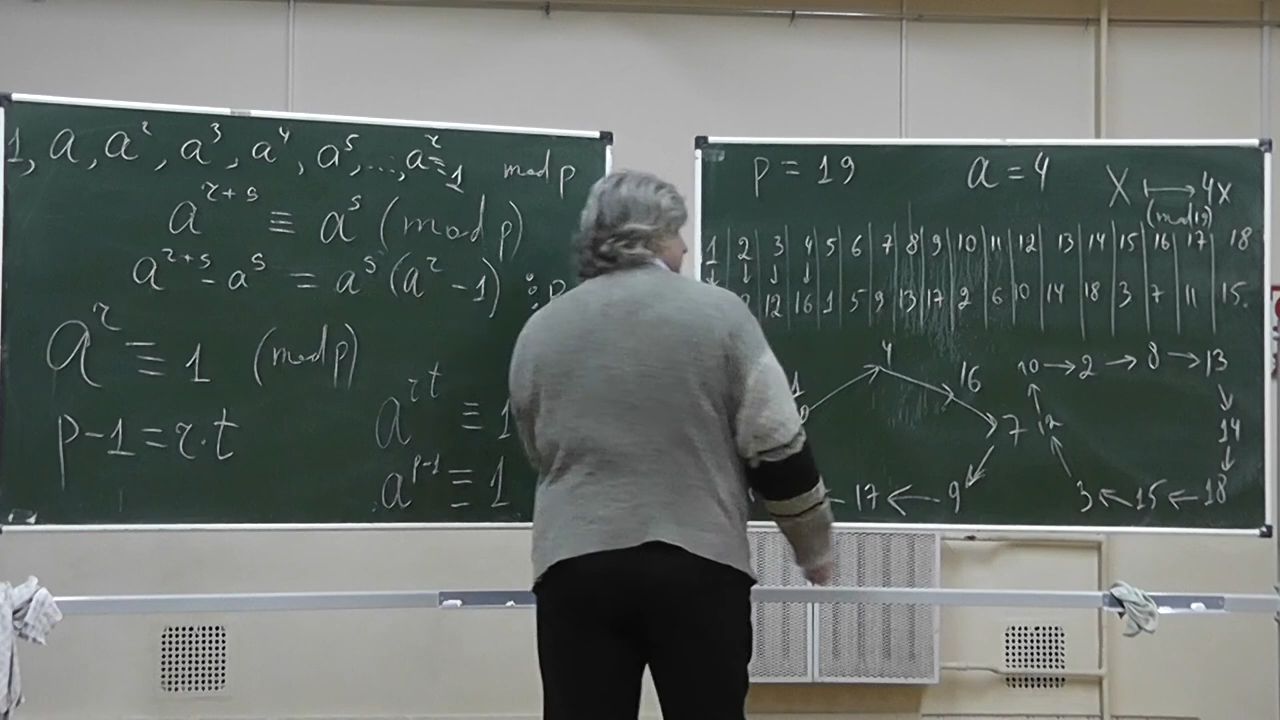 1, a, a², a³, a⁴, a⁵, ..., aʳ ≡ 1 mod p
aʳ⁺ˢ ≡ aˢ (mod p)
aʳ⁺ˢ - aˢ = aˢ(aʳ - 1) ⋮ p
aʳ ≡ 1 (mod p)
p-1 = r·t
aʳᵗ ≡ 1
aᵖ⁻¹ ≡ 1
p = 19 a = 4 X ↦ 4x
(mod 19)
1 | 2 | 3 | 4 | 5 | 6 | 7 | 8 | 9 | 10 | 11 | 12 | 13 | 14 | 15 | 16 | 17 | 18
↓ ↓ ↓ ↓
12 | 16 | 1 | 5 | 9 | 13 | 17 | 2 | 6 | 10 | 14 | 18 | 3 | 7 | 11 | 15.
1 → 4 → 16 → 7 → 9 → 17 →
10 → 2 → 8 → 13 → 14 → 18 → 15 → 3 → 12 →